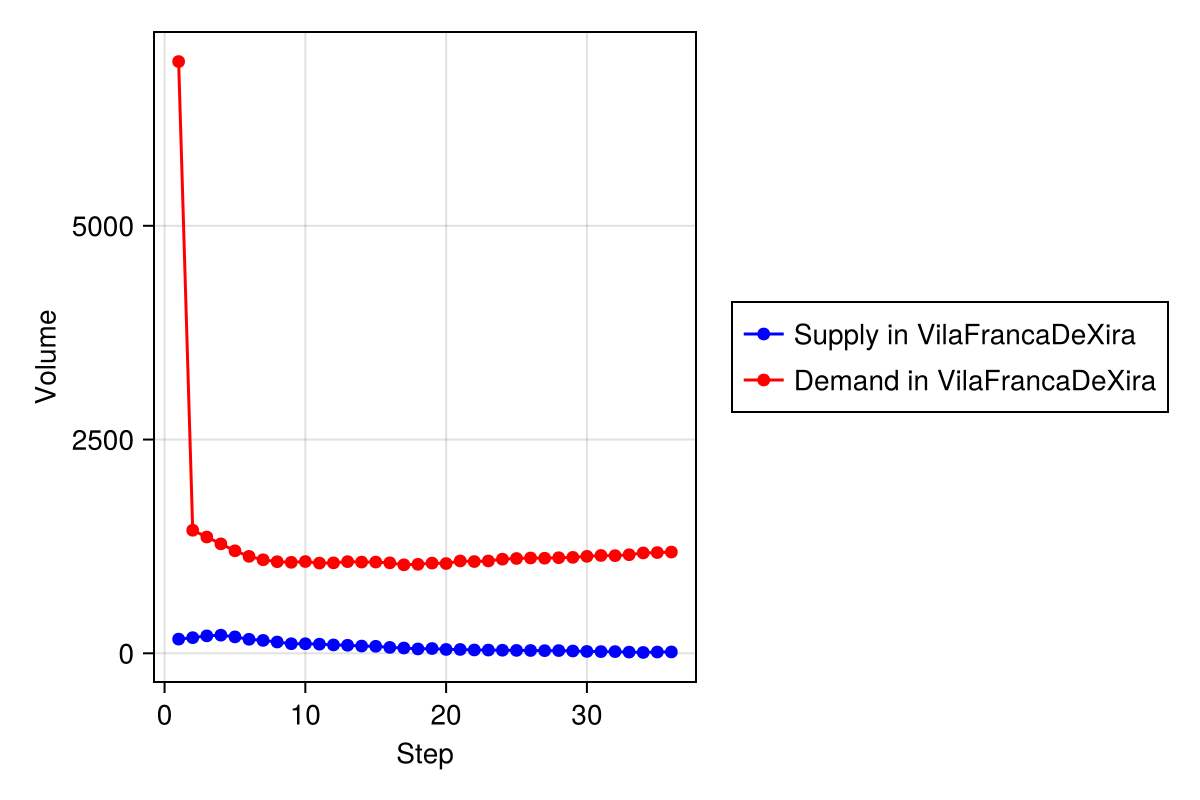 Volume
5000
2500
0
0 10 20 30
Step
Supply in VilaFrancaDeXira
Demand in VilaFrancaDeXira